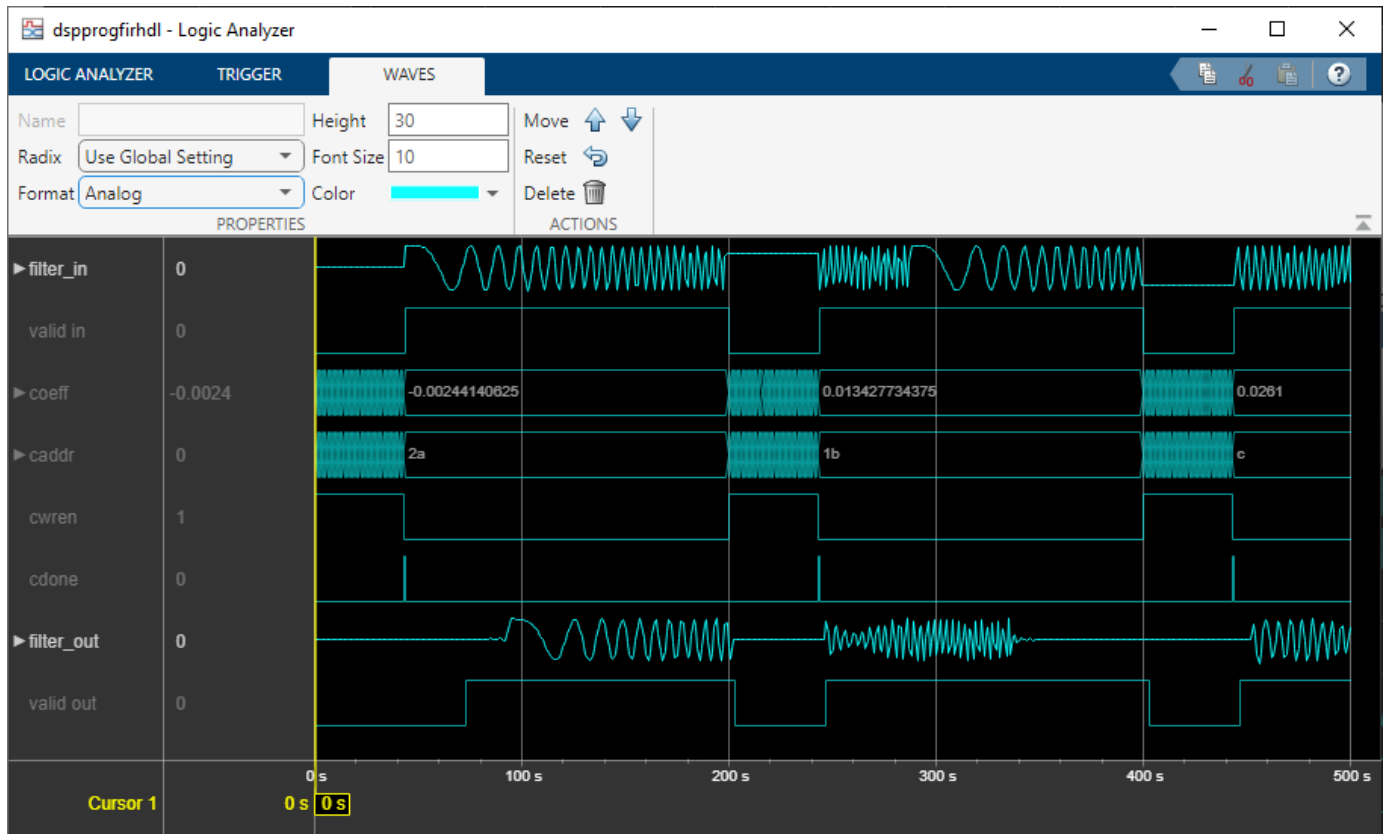 dspprogfirhdl - Logic Analyzer
LOGIC ANALYZER TRIGGER WAVES
Name Height 30 Move
Radix Use Global Setting Font Size 10 Reset
Format Analog Color Delete
PROPERTIES ACTIONS
filter_in 0
valid in 0
coeff -0.0024 -0.00244140625 0.013427734375 0.0261
caddr 0 2a 1b c
cwren 1
cdone 0
filter_out 0
valid out 0
0 s 100 s 200 s 300 s 400 s 500 s
Cursor 1 0 s 0 s